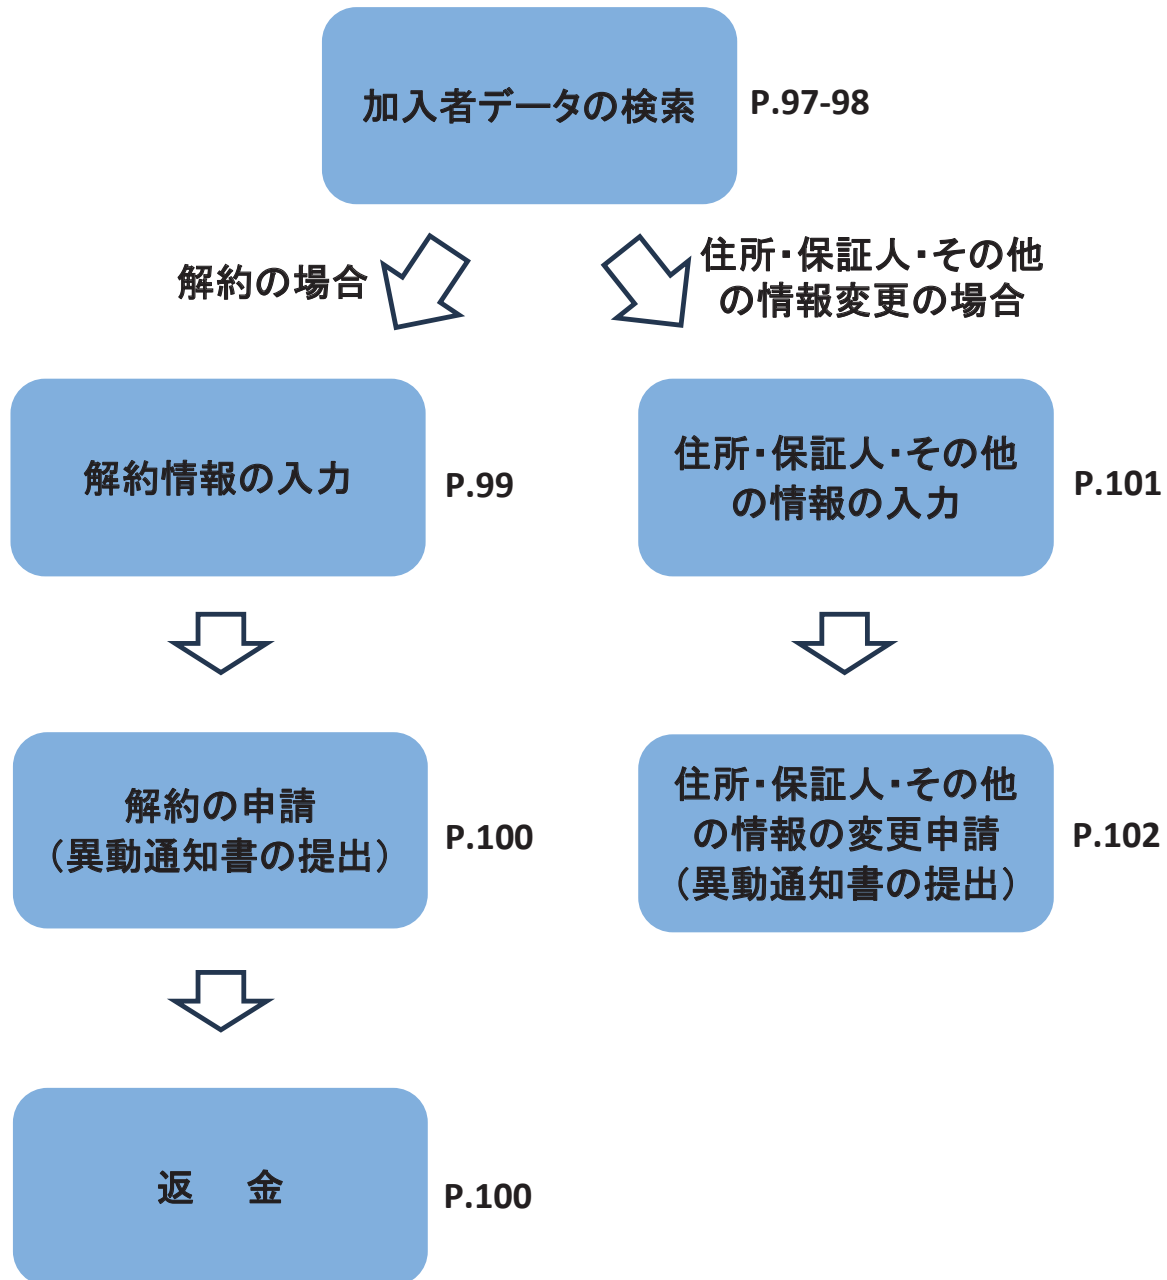 加入者データの検索
P.97-98
解約の場合
住所・保証人・その他
の情報変更の場合
解約情報の入力
P.99
住所・保証人・その他
の情報の入力
P.101
解約の申請
（異動通知書の提出）
P.100
住所・保証人・その他
の情報の変更申請
（異動通知書の提出）
P.102
返　金
P.100